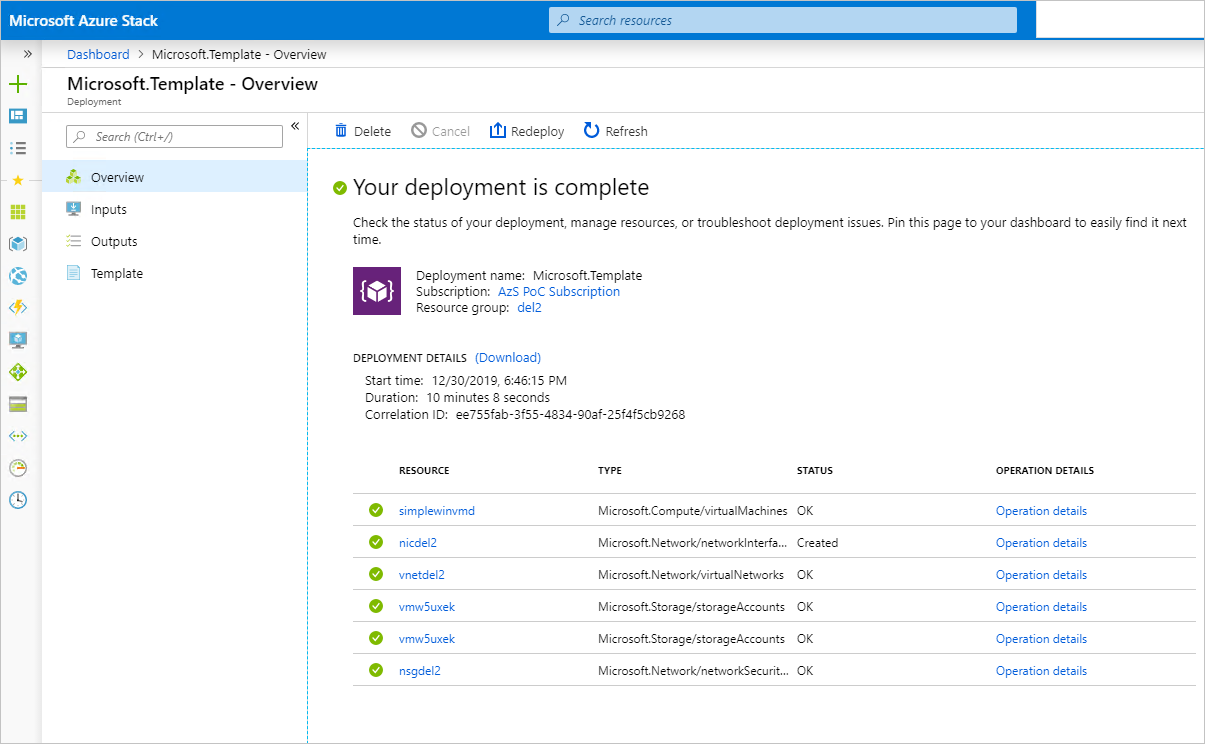 Microsoft Azure Stack
Search resources
Dashboard > Microsoft.Template - Overview
Microsoft.Template - Overview
Deployment
Search (Ctrl+/)
Delete Cancel Redeploy Refresh
Overview
Inputs
Outputs
Template
Your deployment is complete
Check the status of your deployment, manage resources, or troubleshoot deployment issues. Pin this page to your dashboard to easily find it next
time.
Deployment name: Microsoft.Template
Subscription: AzS PoC Subscription
Resource group: del2
DEPLOYMENT DETAILS (Download)
Start time: 12/30/2019, 6:46:15 PM
Duration: 10 minutes 8 seconds
Correlation ID: ee755fab-3f55-4834-90af-25f4f5cb9268
RESOURCE TYPE STATUS OPERATION DETAILS
simplewinvmd Microsoft.Compute/virtualMachines OK Operation details
nicdel2 Microsoft.Network/networkInterfa... Created Operation details
vnetdel2 Microsoft.Network/virtualNetworks OK Operation details
vmw5uxek Microsoft.Storage/storageAccounts OK Operation details
vmw5uxek Microsoft.Storage/storageAccounts OK Operation details
nsgdel2 Microsoft.Network/networkSecurit... OK Operation details